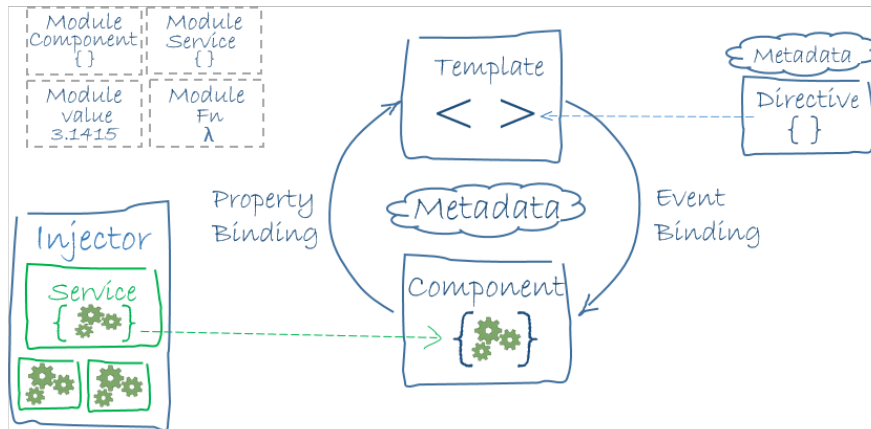 Module
Component
{ }
Module
Service
{ }
Module
value
3.1415
Module
Fn
λ
Template
< >
Metadata
Directive
{ }
Property
Binding
Metadata
Event
Binding
Injector
Service
{ }
Component
{ }